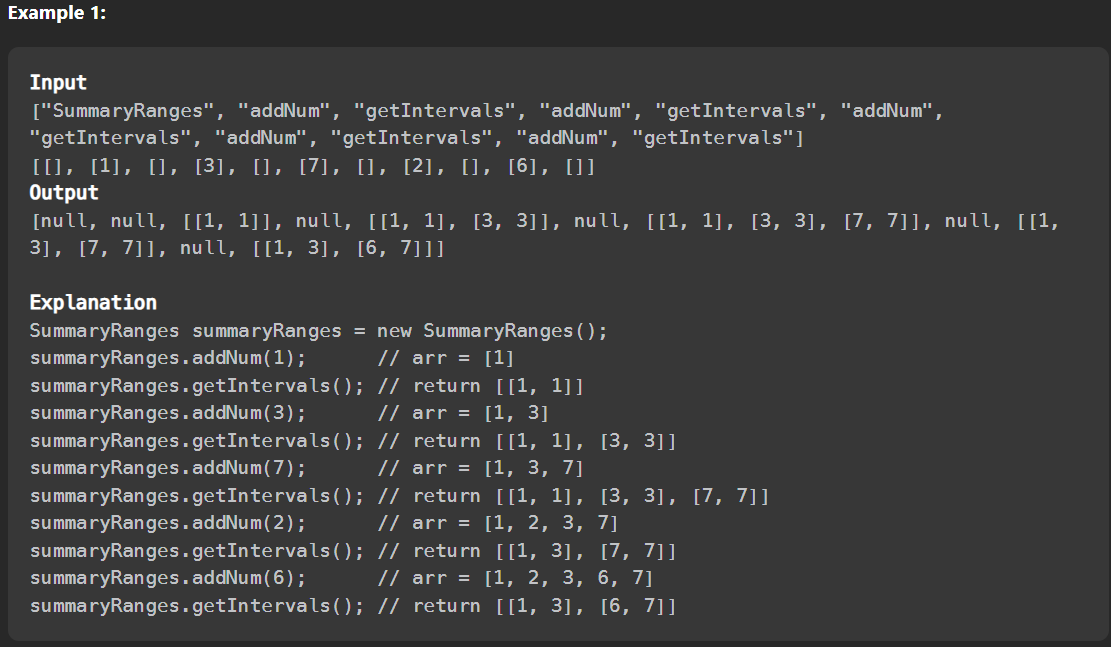 Example 1:
Input
["SummaryRanges", "addNum", "getIntervals", "addNum", "getIntervals", "addNum",
"getIntervals", "addNum", "getIntervals", "addNum", "getIntervals"]
[[], [1], [], [3], [], [7], [], [2], [], [6], []]
Output
[null, null, [[1, 1]], null, [[1, 1], [3, 3]], null, [[1, 1], [3, 3], [7, 7]], null, [[1,
3], [7, 7]], null, [[1, 3], [6, 7]]]
Explanation
SummaryRanges summaryRanges = new SummaryRanges();
summaryRanges.addNum(1);      // arr = [1]
summaryRanges.getIntervals(); // return [[1, 1]]
summaryRanges.addNum(3);      // arr = [1, 3]
summaryRanges.getIntervals(); // return [[1, 1], [3, 3]]
summaryRanges.addNum(7);      // arr = [1, 3, 7]
summaryRanges.getIntervals(); // return [[1, 1], [3, 3], [7, 7]]
summaryRanges.addNum(2);      // arr = [1, 2, 3, 7]
summaryRanges.getIntervals(); // return [[1, 3], [7, 7]]
summaryRanges.addNum(6);      // arr = [1, 2, 3, 6, 7]
summaryRanges.getIntervals(); // return [[1, 3], [6, 7]]